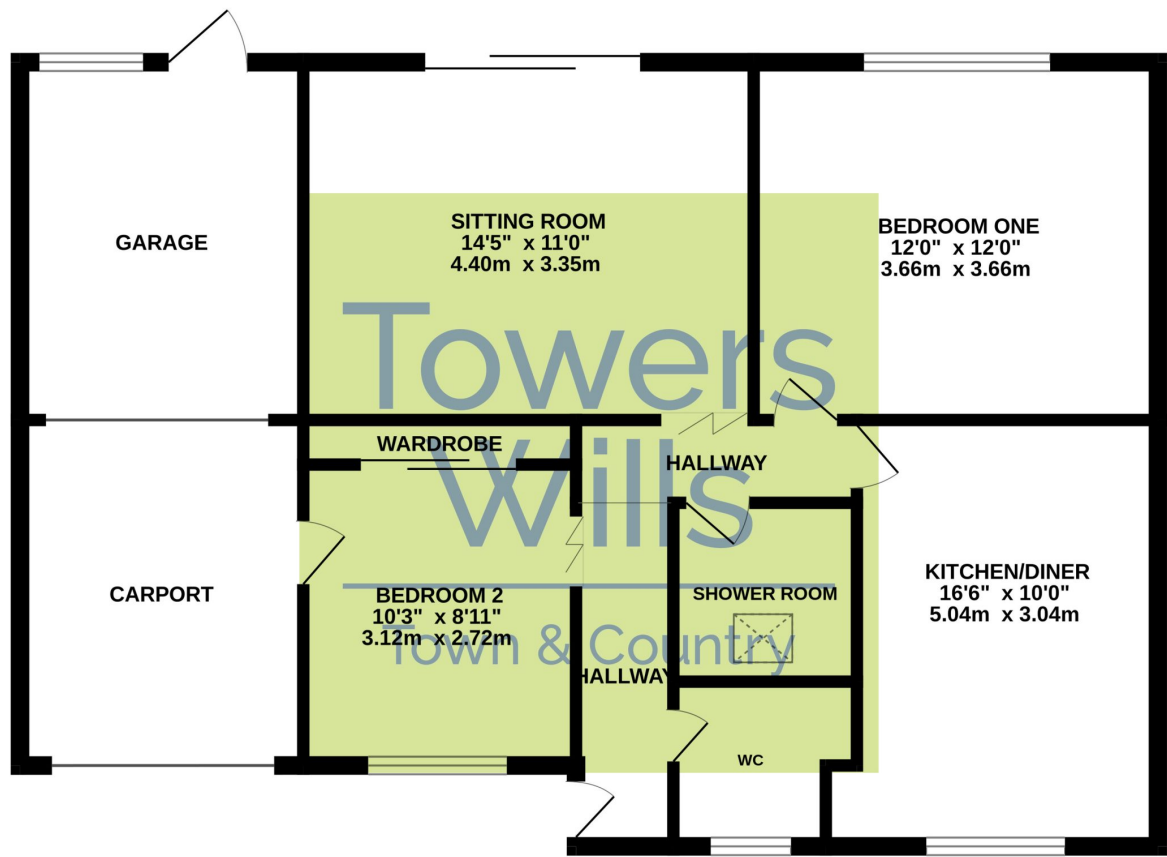 GARAGE
SITTING ROOM
14'5" x 11'0"
4.40m x 3.35m
BEDROOM ONE
12'0" x 12'0"
3.66m x 3.66m
Towers
Wills
Town & Country
WARDROBE
HALLWAY
CARPORT
BEDROOM 2
10'3" x 8'11"
3.12m x 2.72m
SHOWER ROOM
KITCHEN/DINER
16'6" x 10'0"
5.04m x 3.04m
HALLWAY
WC